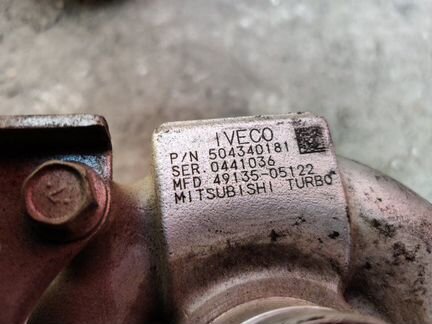 IVECO
P/N 504340181
SER. 0441036
MFD 49135-05122
MITSUBISHI TURBO